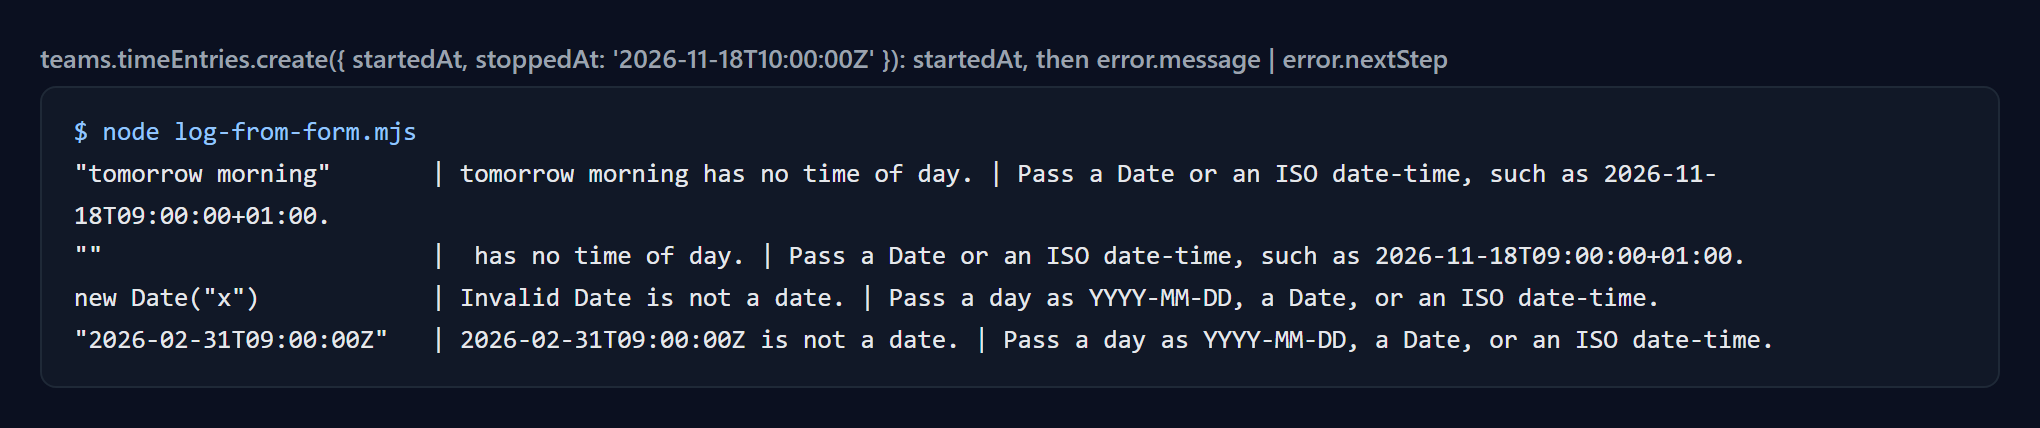 teams.timeEntries.create({ startedAt, stoppedAt: '2026-11-18T10:00:00Z' }): startedAt, then error.message | error.nextStep
$ node log-from-form.mjs
"tomorrow morning"       | tomorrow morning has no time of day. | Pass a Date or an ISO date-time, such as 2026-11-
18T09:00:00+01:00.
""                       |  has no time of day. | Pass a Date or an ISO date-time, such as 2026-11-18T09:00:00+01:00.
new Date("x")            | Invalid Date is not a date. | Pass a day as YYYY-MM-DD, a Date, or an ISO date-time.
"2026-02-31T09:00:00Z"   | 2026-02-31T09:00:00Z is not a date. | Pass a day as YYYY-MM-DD, a Date, or an ISO date-time.